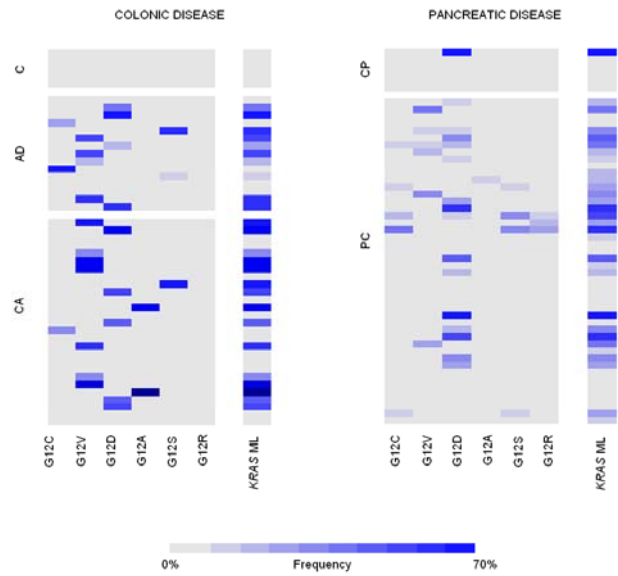 COLONIC DISEASE
PANCREATIC DISEASE
C
AD
CA
CP
PC
G12C
G12V
G12D
G12A
G12S
G12R
KRAS ML
G12C
G12V
G12D
G12A
G12S
G12R
KRAS ML
0% Frequency 70%